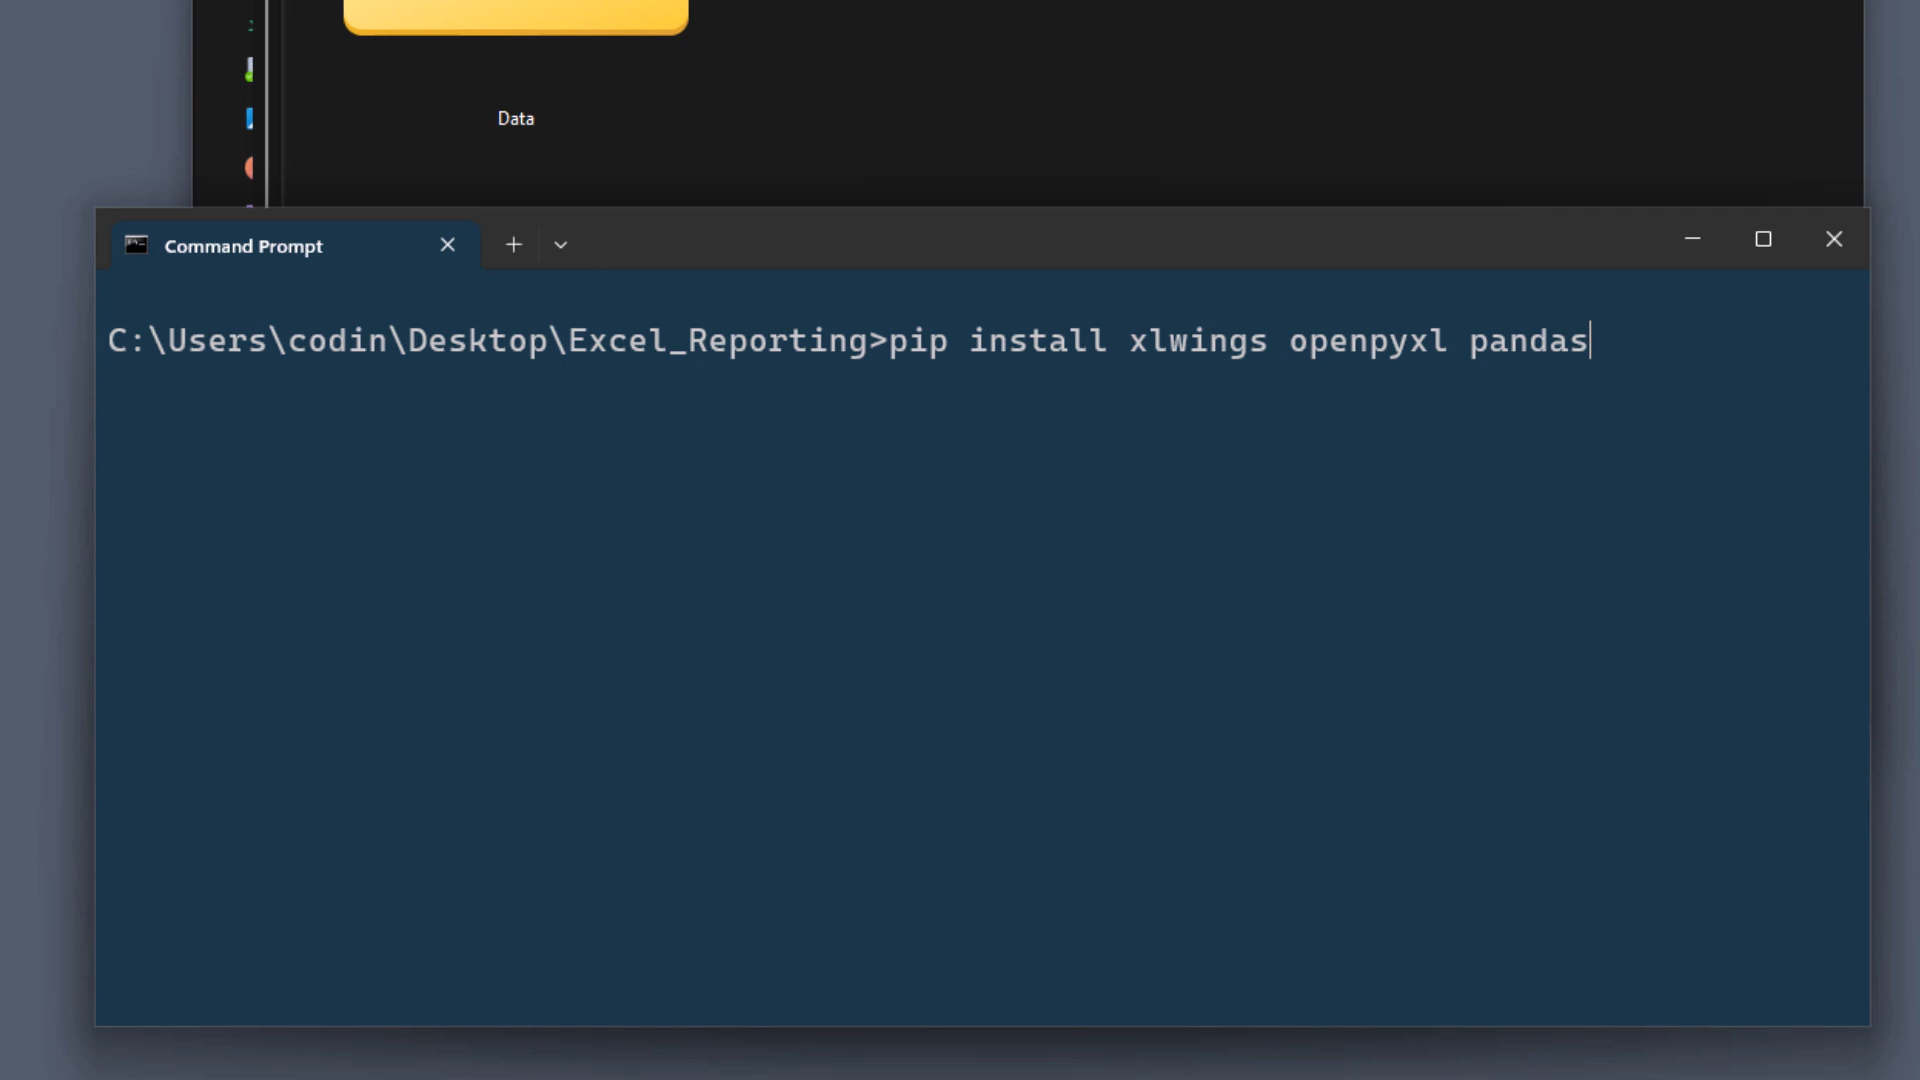 Data
Command Prompt
C:\Users\codin\Desktop\Excel_Reporting>pip install xlwings openpyxl pandas